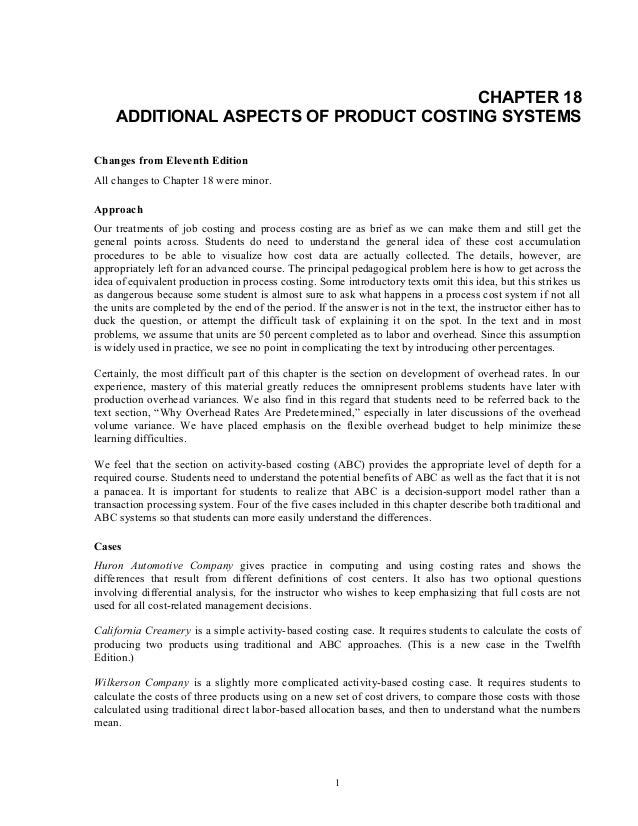 CHAPTER 18
ADDITIONAL ASPECTS OF PRODUCT COSTING SYSTEMS
Changes from Eleventh Edition
All changes to Chapter 18 were minor.
Approach
Our treatments of job costing and process costing are as brief as we can make them and still get the
general points across. Students do need to understand the general idea of these cost accumulation
procedures to be able to visualize how cost data are actually collected. The details, however, are
appropriately left for an advanced course. The principal pedagogical problem here is how to get across the
idea of equivalent production in process costing. Some introductory texts omit this idea, but this strikes us
as dangerous because some student is almost sure to ask what happens in a process cost system if not all
the units are completed by the end of the period. If the answer is not in the text, the instructor either has to
duck the question, or attempt the difficult task of explaining it on the spot. In the text and in most
problems, we assume that units are 50 percent completed as to labor and overhead. Since this assumption
is widely used in practice, we see no point in complicating the text by introducing other percentages.
Certainly, the most difficult part of this chapter is the section on development of overhead rates. In our
experience, mastery of this material greatly reduces the omnipresent problems students have later with
production overhead variances. We also find in this regard that students need to be referred back to the
text section, “Why Overhead Rates Are Predetermined,” especially in later discussions of the overhead
volume variance. We have placed emphasis on the flexible overhead budget to help minimize these
learning difficulties.
We feel that the section on activity-based costing (ABC) provides the appropriate level of depth for a
required course. Students need to understand the potential benefits of ABC as well as the fact that it is not
a panacea. It is important for students to realize that ABC is a decision-support model rather than a
transaction processing system. Four of the five cases included in this chapter describe both traditional and
ABC systems so that students can more easily understand the differences.
Cases
Huron Automotive Company gives practice in computing and using costing rates and shows the
differences that result from different definitions of cost centers. It also has two optional questions
involving differential analysis, for the instructor who wishes to keep emphasizing that full costs are not
used for all cost-related management decisions.
California Creamery is a simple activity-based costing case. It requires students to calculate the costs of
producing two products using traditional and ABC approaches. (This is a new case in the Twelfth
Edition.)
Wilkerson Company is a slightly more complicated activity-based costing case. It requires students to
calculate the costs of three products using on a new set of cost drivers, to compare those costs with those
calculated using traditional direct labor-based allocation bases, and then to understand what the numbers
mean.
1